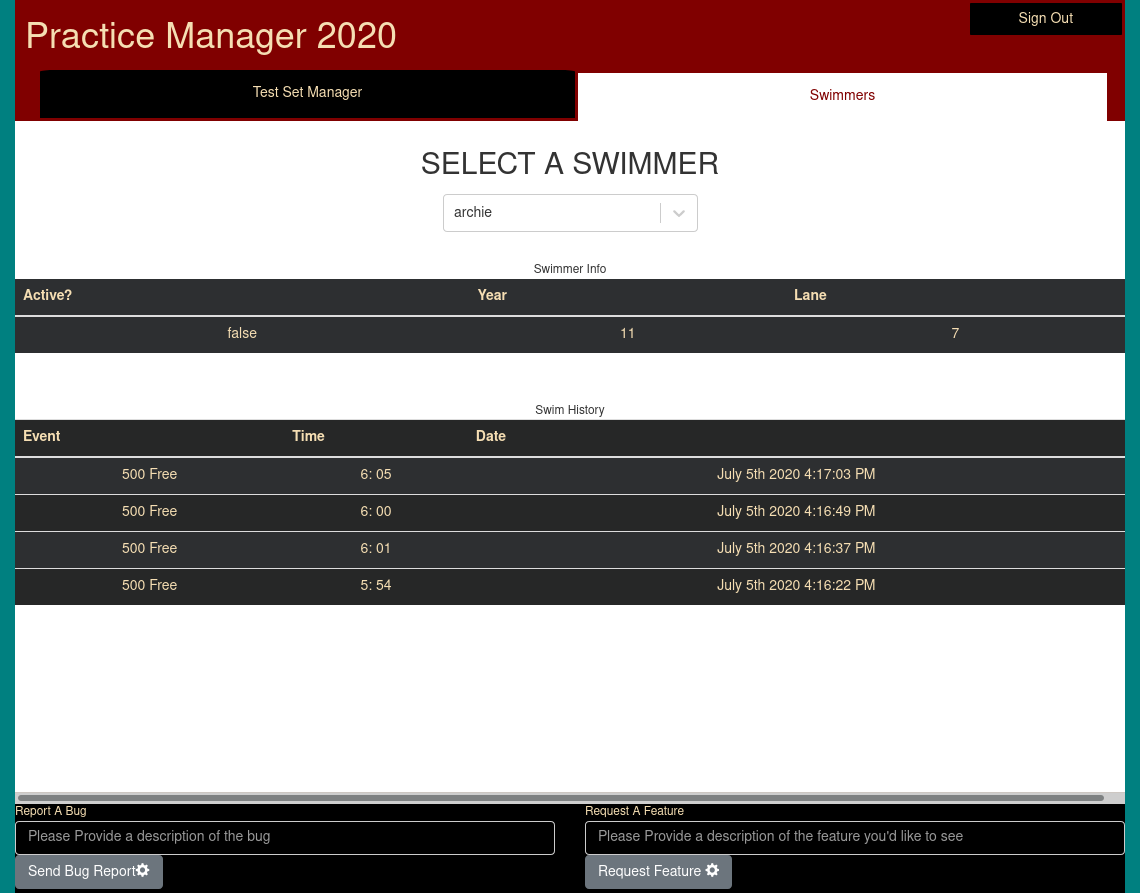 Practice Manager 2020
Sign Out
Test Set Manager
Swimmers
SELECT A SWIMMER
archie
Swimmer Info
Active? Year Lane
false 11 7
Swim History
Event Time Date
500 Free 6: 05 July 5th 2020 4:17:03 PM
500 Free 6: 00 July 5th 2020 4:16:49 PM
500 Free 6: 01 July 5th 2020 4:16:37 PM
500 Free 5: 54 July 5th 2020 4:16:22 PM
Report A Bug
Please Provide a description of the bug
Send Bug Report
Request A Feature
Please Provide a description of the feature you'd like to see
Request Feature